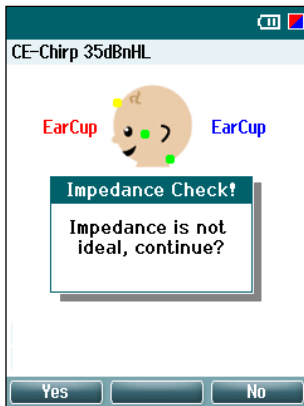 CE-Chirp 35dBnHL
EarCup EarCup
Impedance Check!
Impedance is not
ideal, continue?
Yes No